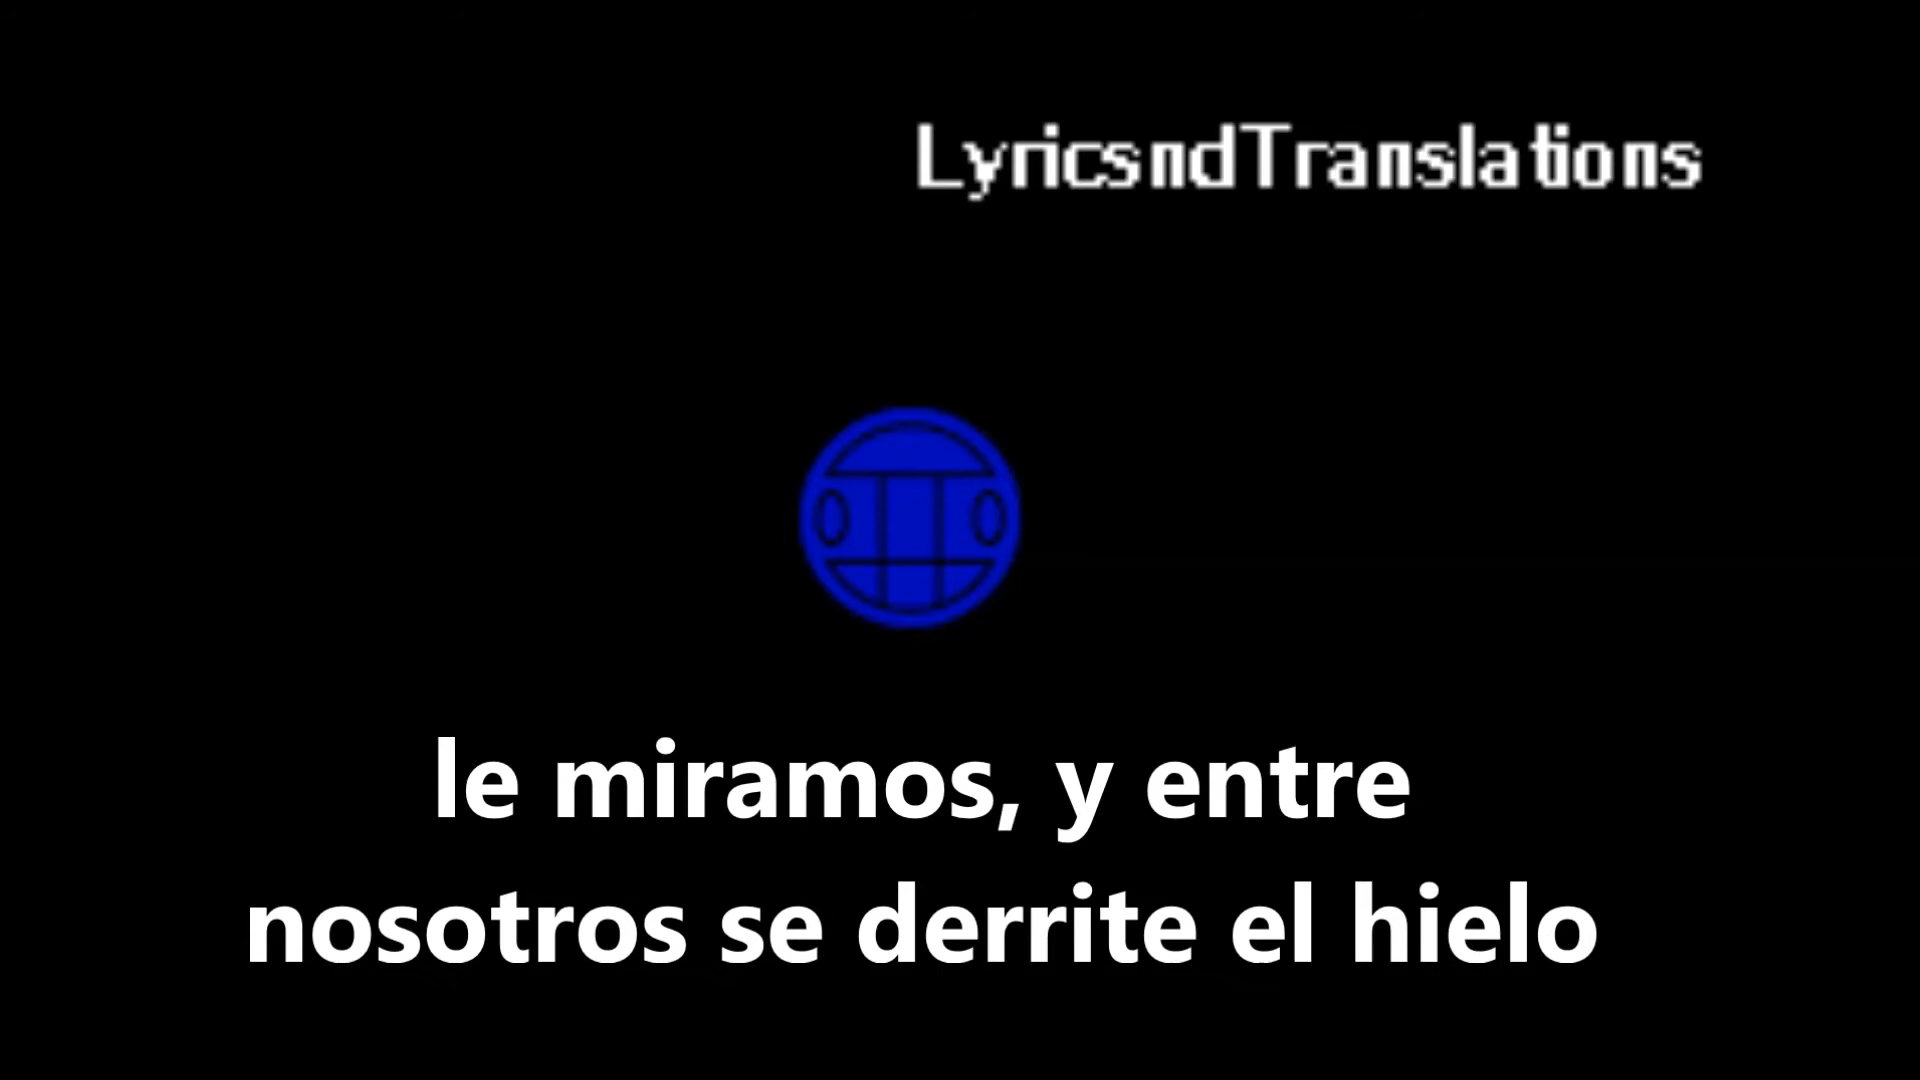 LyricsndTranslations
le miramos, y entre
nosotros se derrite el hielo